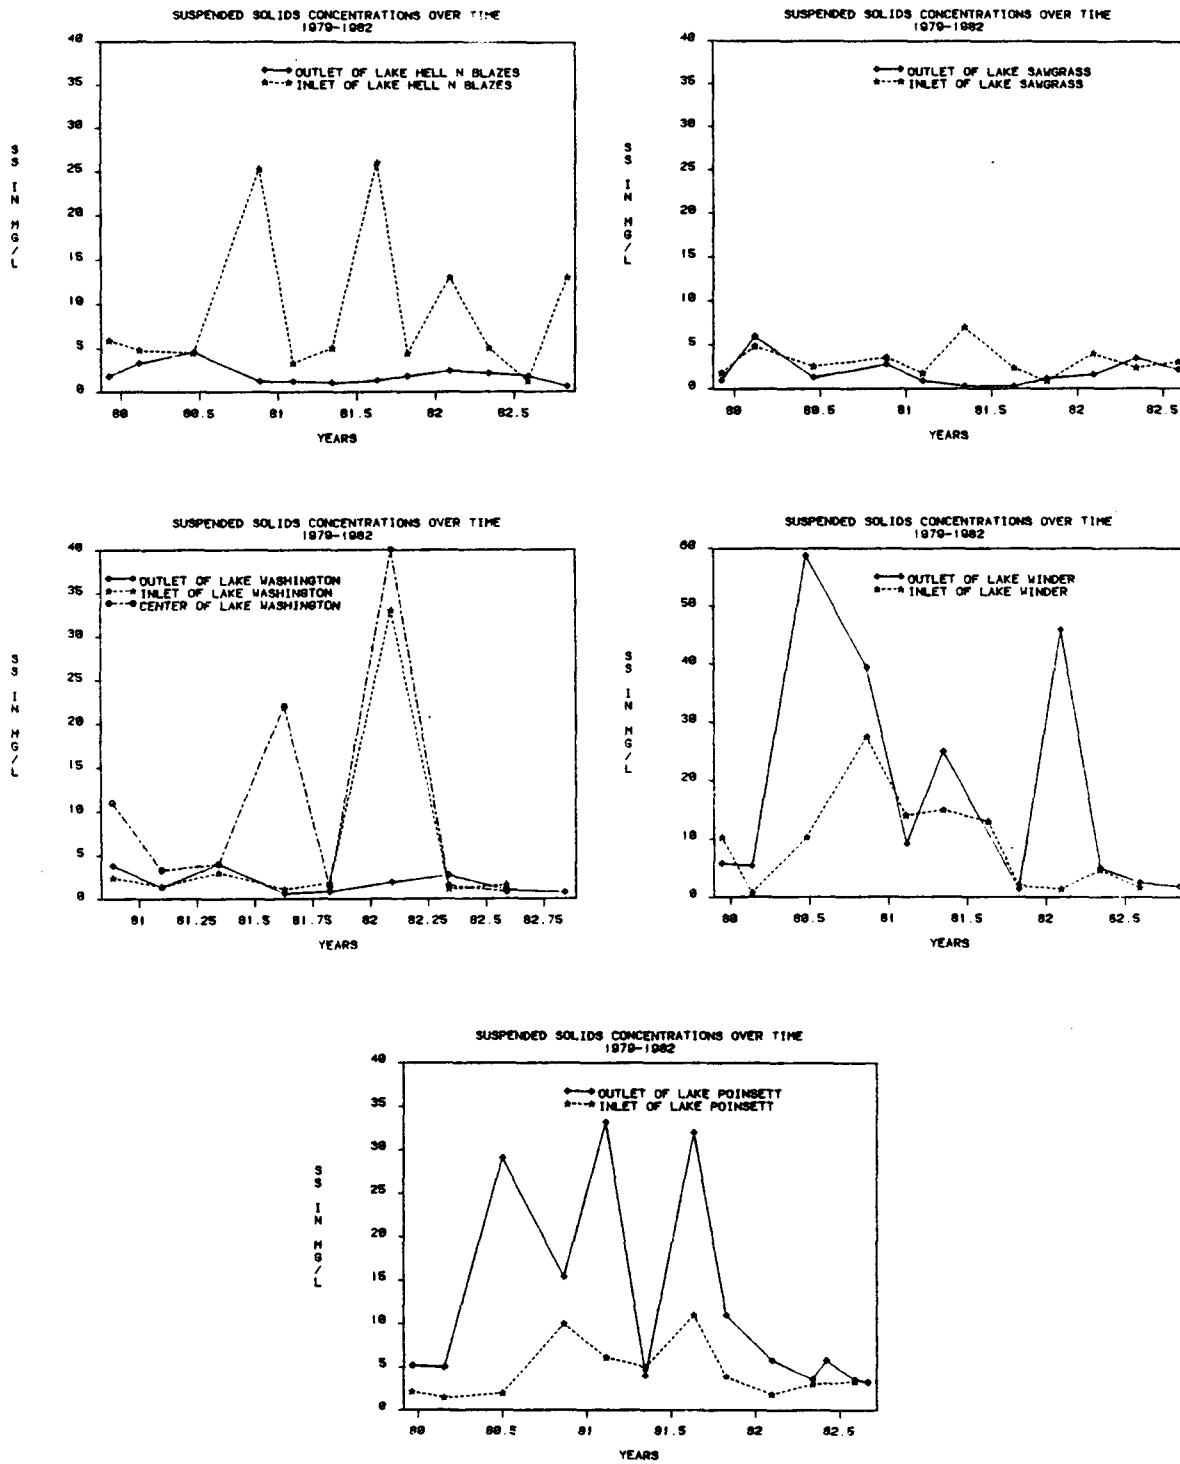 SUSPENDED SOLIDS CONCENTRATIONS OVER TIME
1979-1982
40
35
30
25
20
15
10
5
0
SS IN MG/L
OUTLET OF LAKE HELL N BLAZES
INLET OF LAKE HELL N BLAZES
80 80.5 81 81.5 82 82.5
YEARS
SUSPENDED SOLIDS CONCENTRATIONS OVER TIME
1979-1982
40
35
30
25
20
15
10
5
0
SS IN MG/L
OUTLET OF LAKE SAWGRASS
INLET OF LAKE SAWGRASS
80 80.5 81 81.5 82 82.5
YEARS
SUSPENDED SOLIDS CONCENTRATIONS OVER TIME
1979-1982
40
35
30
25
20
15
10
5
0
SS IN MG/L
OUTLET OF LAKE WASHINGTON
INLET OF LAKE WASHINGTON
CENTER OF LAKE WASHINGTON
81 81.25 81.5 81.75 82 82.25 82.5 82.75
YEARS
SUSPENDED SOLIDS CONCENTRATIONS OVER TIME
1979-1982
60
50
40
30
20
10
0
SS IN MG/L
OUTLET OF LAKE WINDER
INLET OF LAKE WINDER
80 80.5 81 81.5 82 82.5
YEARS
SUSPENDED SOLIDS CONCENTRATIONS OVER TIME
1979-1982
40
35
30
25
20
15
10
5
0
SS IN MG/L
OUTLET OF LAKE POINSETT
INLET OF LAKE POINSETT
80 80.5 81 81.5 82 82.5
YEARS